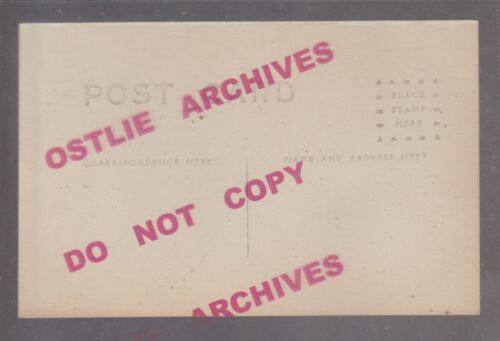 POST CARD
PLACE
STAMP
HERE
CORRESPONDENCE HERE
NAME AND ADDRESS HERE
OSTLIE ARCHIVES
DO NOT COPY
ARCHIVES